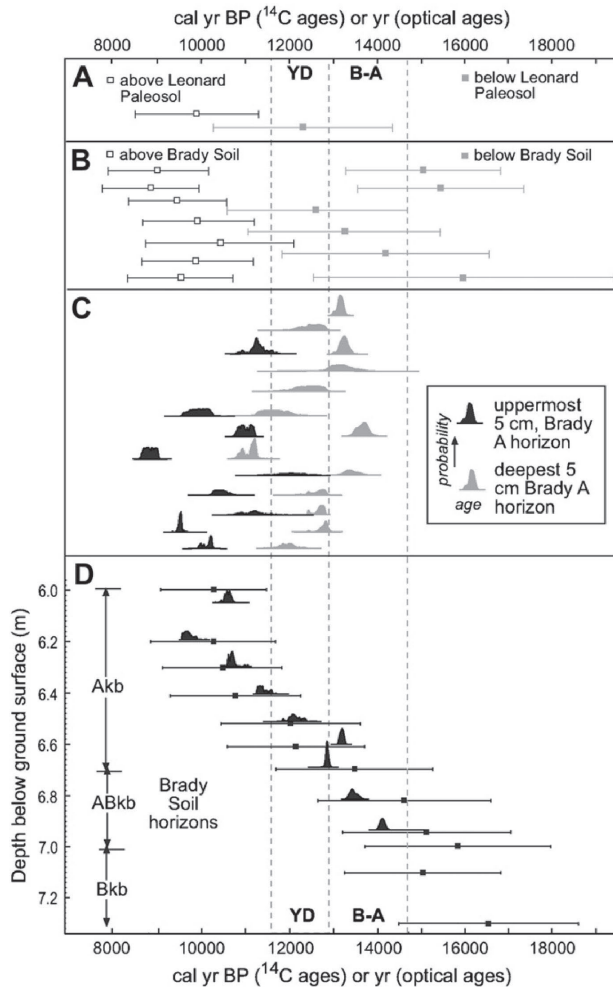 cal yr BP (¹⁴C ages) or yr (optical ages)
8000 10000 12000 14000 16000 18000
A
above Leonard
Paleosol
YD
B-A
below Leonard
Paleosol
B
above Brady Soil
below Brady Soil
C
probability
age
uppermost
5 cm, Brady
A horizon
deepest 5
cm Brady A
horizon
D
Depth below ground surface (m)
6.0
6.2
6.4
6.6
6.8
7.0
7.2
Akb
ABkb
Bkb
Brady
Soil
horizons
YD
B-A
8000 10000 12000 14000 16000 18000
cal yr BP (¹⁴C ages) or yr (optical ages)